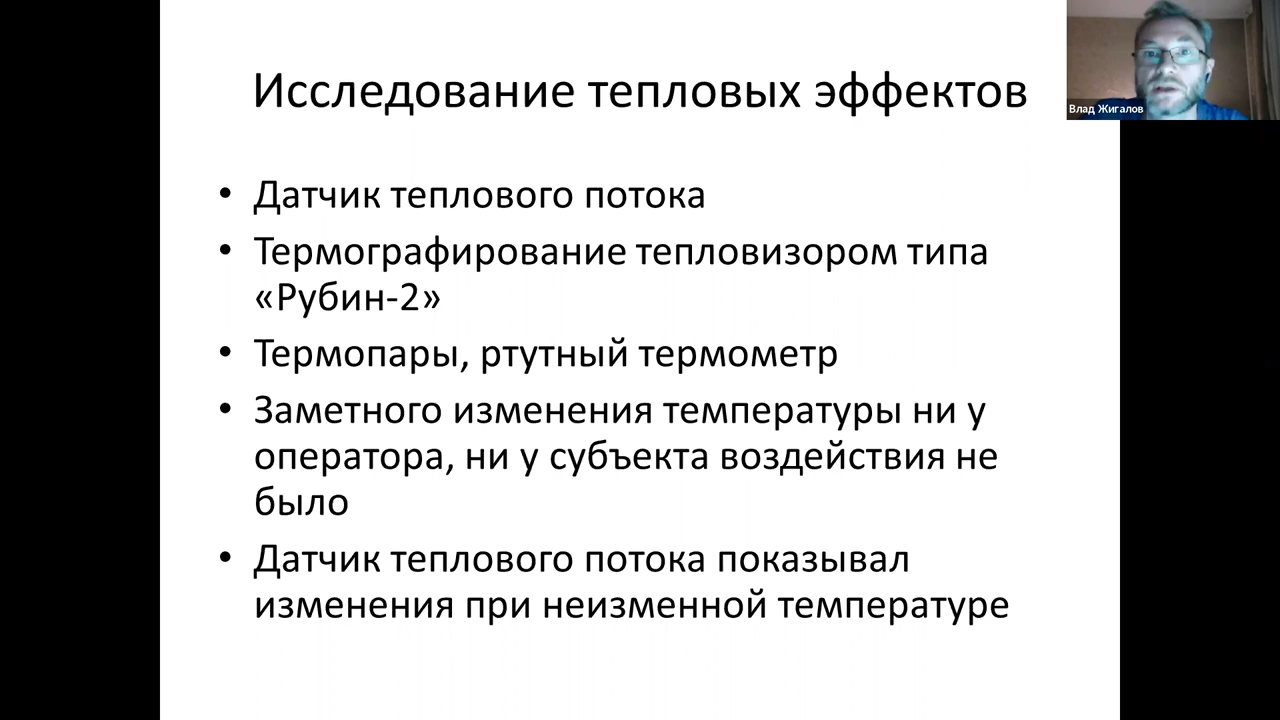 Исследование тепловых эффектов
Влад Жигалов
• Датчик теплового потока
• Термографирование тепловизором типа
«Рубин-2»
• Термопары, ртутный термометр
• Заметного изменения температуры ни у
оператора, ни у субъекта воздействия не
было
• Датчик теплового потока показывал
изменения при неизменной температуре